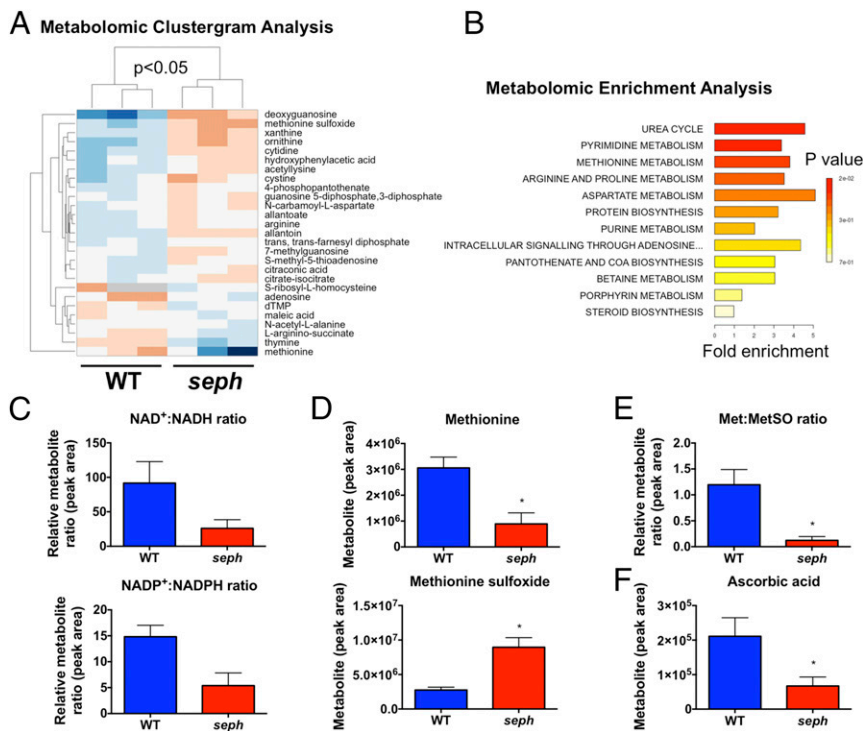 A Metabolomic Clustergram Analysis
p<0.05
deoxyguanosine
methionine sulfoxide
xanthine
ornithine
cytidine
hydroxyphenylacetic acid
acetyllysine
cystine
4-phosphopantothenate
guanosine 5-diphosphate,3-diphosphate
N-carbamoyl-L-aspartate
allantoate
arginine
allantoin
trans, trans-farnesyl diphosphate
7-methylguanosine
S-methyl-5-thioadenosine
citraconic acid
citrate-isocitrate
S-ribosyl-L-homocysteine
adenosine
dTMP
maleic acid
N-acetyl-L-alanine
L-arginino-succinate
thymine
methionine
WT seph
B
Metabolomic Enrichment Analysis
UREA CYCLE
PYRIMIDINE METABOLISM
METHIONINE METABOLISM
ARGININE AND PROLINE METABOLISM
ASPARTATE METABOLISM
PROTEIN BIOSYNTHESIS
PURINE METABOLISM
INTRACELLULAR SIGNALLING THROUGH ADENOSINE...
PANTOTHENATE AND COA BIOSYNTHESIS
BETAINE METABOLISM
PORPHYRIN METABOLISM
STEROID BIOSYNTHESIS
0 1 2 3 4 5
Fold enrichment
P value
2e-02
3e-01
7e-01
C
NAD+:NADH ratio
Relative metabolite
ratio (peak area)
150
100
50
0
WT seph
NADP+:NADPH ratio
Relative metabolite
ratio (peak area)
20
15
10
5
0
WT seph
D
Methionine
Metabolite (peak area)
4×10⁶
3×10⁶
2×10⁶
1×10⁶
0
*
WT seph
Methionine sulfoxide
Metabolite (peak area)
1.5×10⁷
1.0×10⁷
5.0×10⁶
0
*
WT seph
E
Met:MetSO ratio
Relative metabolite
ratio (peak area)
2.0
1.5
1.0
0.5
0.0
*
WT seph
F
Ascorbic acid
Metabolite (peak area)
3×10⁵
2×10⁵
1×10⁵
0
*
WT seph